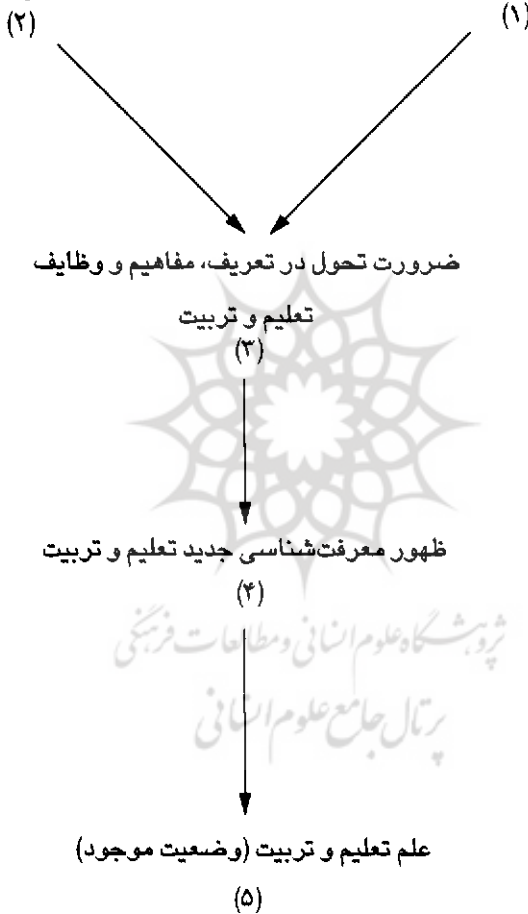 (۱)
(۲)
ضرورت تحول در تعریف، مفاهیم و وظایف
تعلیم و تربیت
(۳)
ظهور معرفت‌شناسی جدید تعلیم و تربیت
(۴)
پژوهشگاه علوم انسانی و مطالعات فرهنگی
پرتال جامع علوم انسانی
علم تعلیم و تربیت (وضعیت موجود)
(۵)